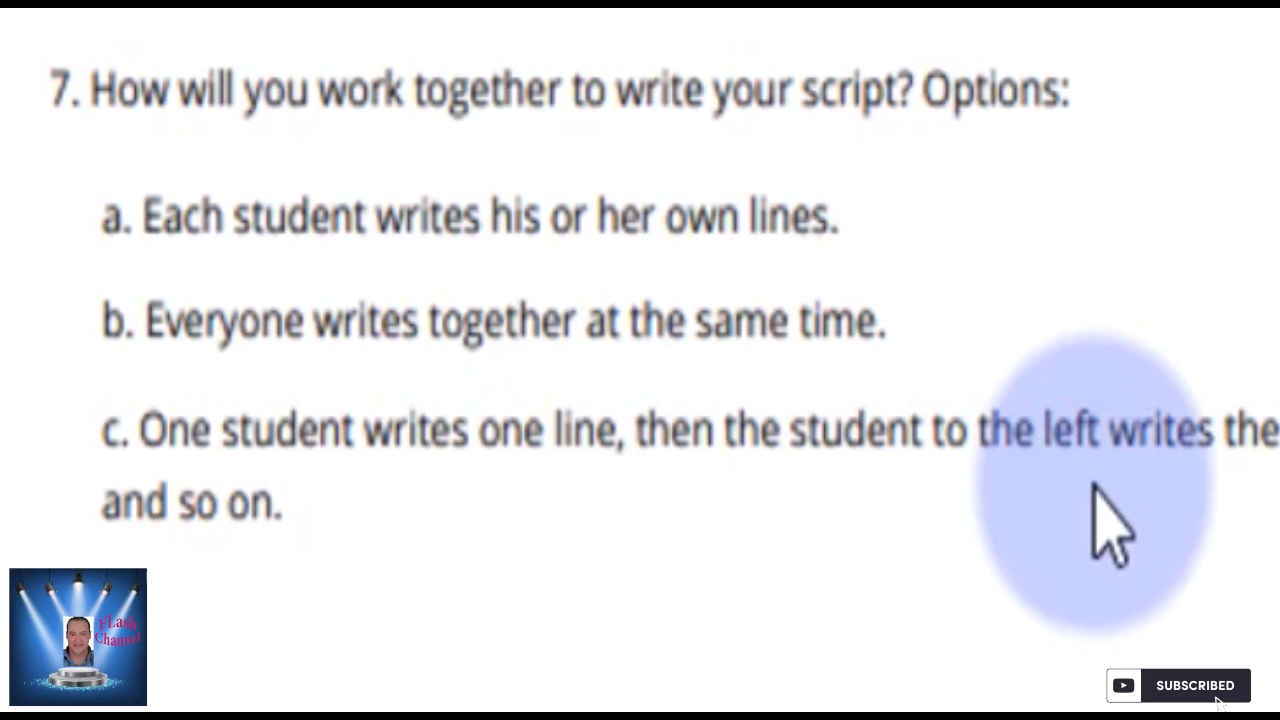 7. How will you work together to write your script? Options:
a. Each student writes his or her own lines.
b. Everyone writes together at the same time.
c. One student writes one line, then the student to the left writes the
and so on.
FLash
Channel
SUBSCRIBED